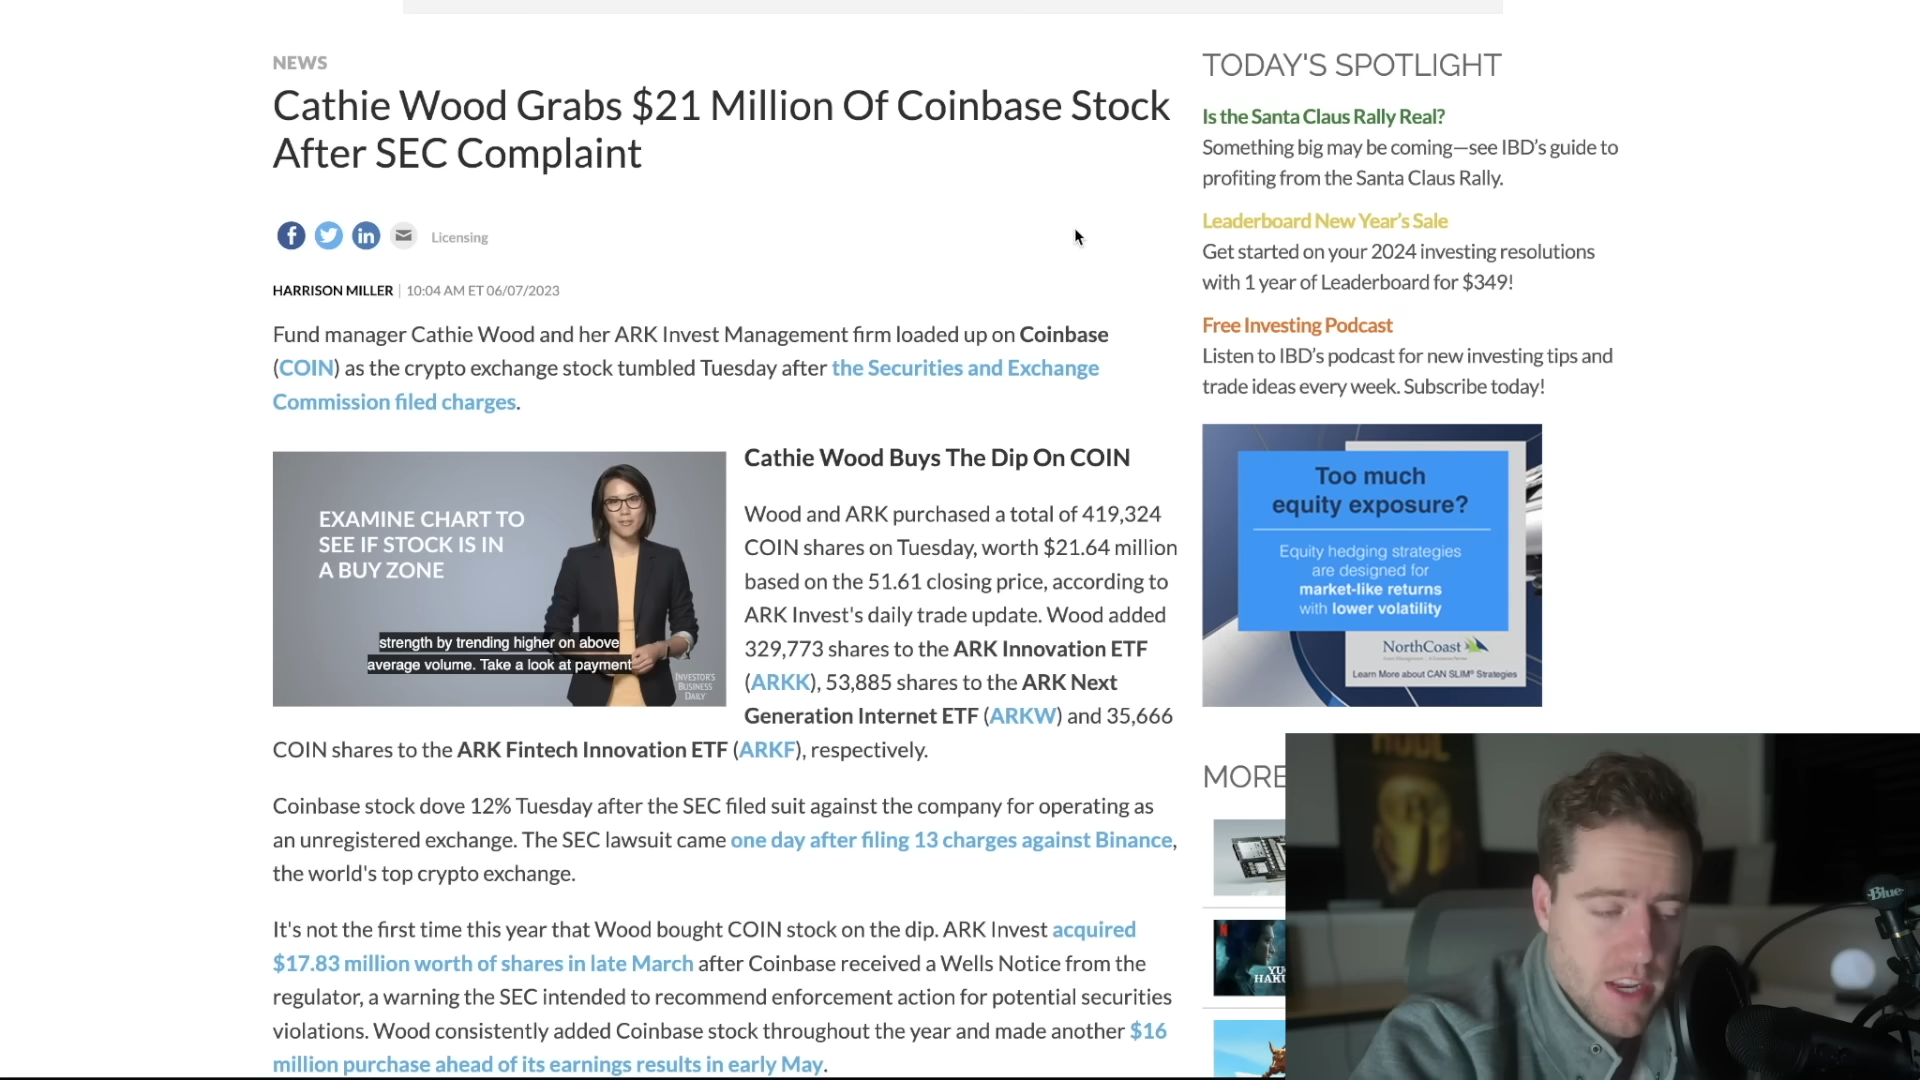 NEWS
Cathie Wood Grabs $21 Million Of Coinbase Stock
After SEC Complaint
Licensing
HARRISON MILLER | 10:04 AM ET 06/07/2023
Fund manager Cathie Wood and her ARK Invest Management firm loaded up on Coinbase
(COIN) as the crypto exchange stock tumbled Tuesday after the Securities and Exchange
Commission filed charges.
EXAMINE CHART TO
SEE IF STOCK IS IN
A BUY ZONE
strength by trending higher on above
average volume. Take a look at payment
INVESTOR'S
BUSINESS
DAILY
Cathie Wood Buys The Dip On COIN
Wood and ARK purchased a total of 419,324
COIN shares on Tuesday, worth $21.64 million
based on the 51.61 closing price, according to
ARK Invest's daily trade update. Wood added
329,773 shares to the ARK Innovation ETF
(ARKK), 53,885 shares to the ARK Next
Generation Internet ETF (ARKW) and 35,666
COIN shares to the ARK Fintech Innovation ETF (ARKF), respectively.
Coinbase stock dove 12% Tuesday after the SEC filed suit against the company for operating as
an unregistered exchange. The SEC lawsuit came one day after filing 13 charges against Binance,
the world's top crypto exchange.
It's not the first time this year that Wood bought COIN stock on the dip. ARK Invest acquired
$17.83 million worth of shares in late March after Coinbase received a Wells Notice from the
regulator, a warning the SEC intended to recommend enforcement action for potential securities
violations. Wood consistently added Coinbase stock throughout the year and made another $16
million purchase ahead of its earnings results in early May.
TODAY'S SPOTLIGHT
Is the Santa Claus Rally Real?
Something big may be coming—see IBD's guide to
profiting from the Santa Claus Rally.
Leaderboard New Year's Sale
Get started on your 2024 investing resolutions
with 1 year of Leaderboard for $349!
Free Investing Podcast
Listen to IBD's podcast for new investing tips and
trade ideas every week. Subscribe today!
Too much
equity exposure?
Equity hedging strategies
are designed for
market-like returns
with lower volatility
NorthCoast
Learn More about CAN SLIM® Strategies
MORE
HODL
Blue